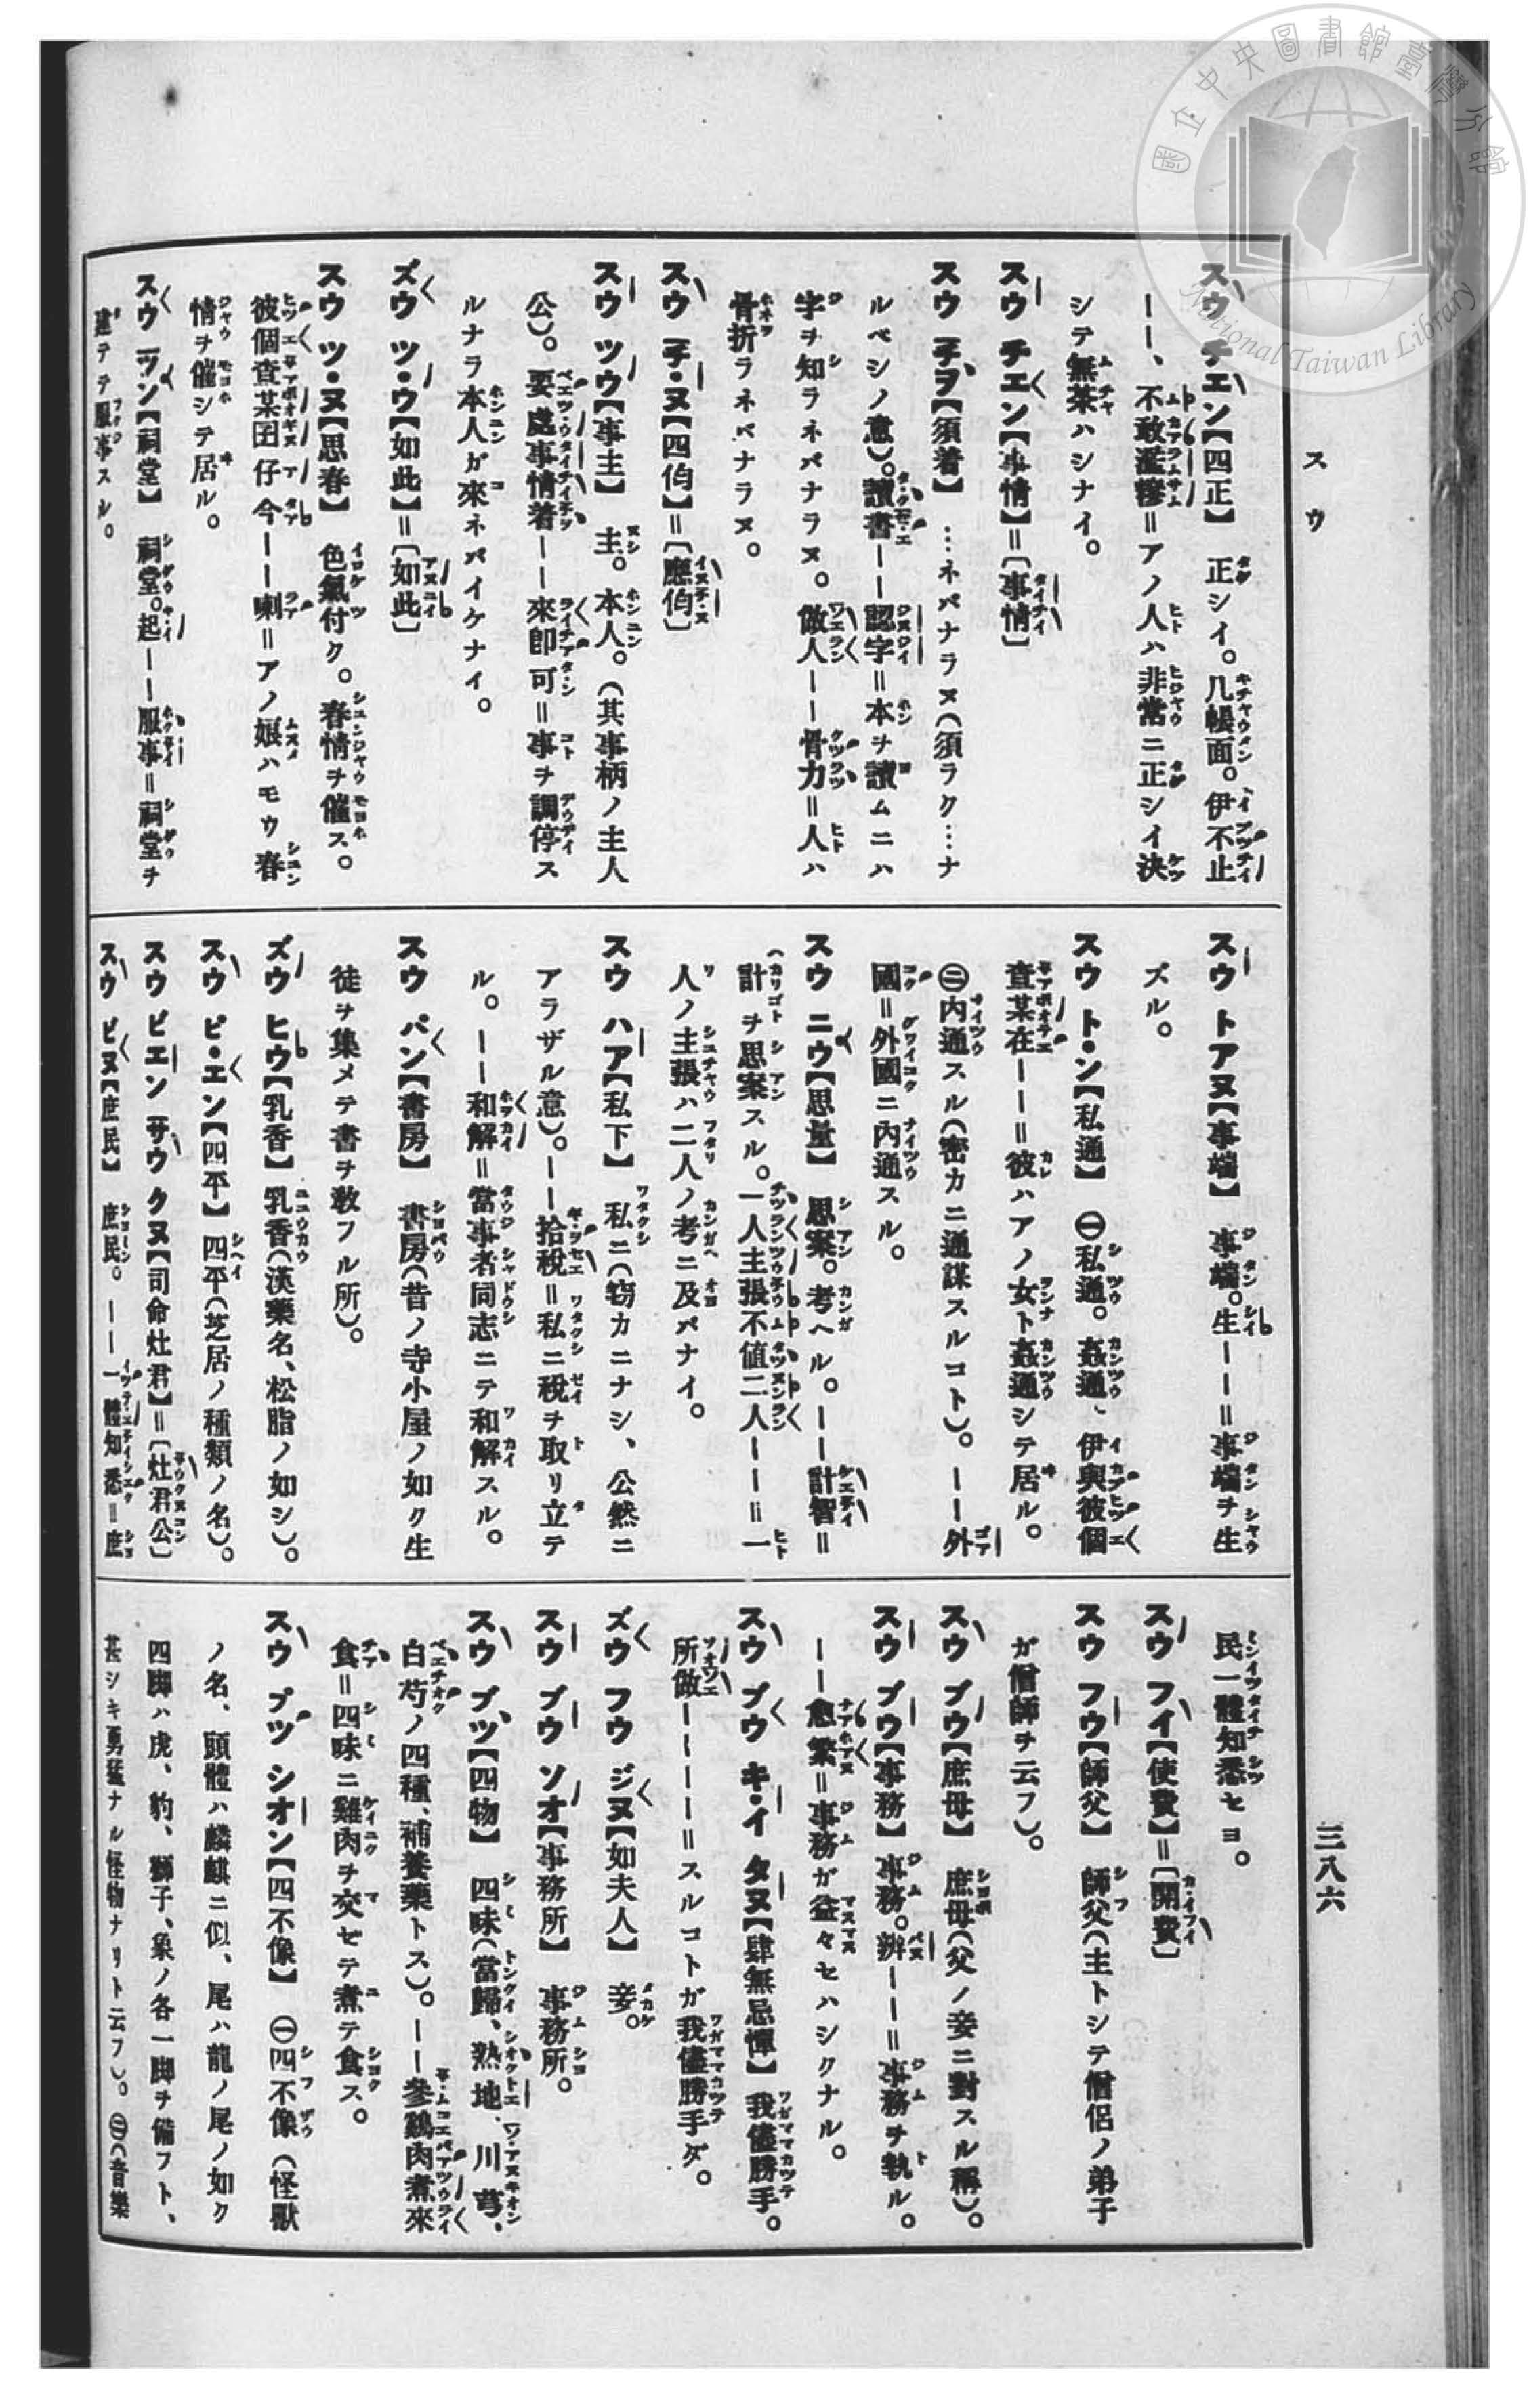 國立中央圖書館臺灣分館
National Taiwan Library
スウ
三八六
スウ チエン【四正】 正シイ。几帳面。伊不止
——、不敢濫糝=アノ人ハ非常ニ正シイ決
シテ無茶ハシナイ。
スウ チエン【事情】=〔事情〕
スウ チヲ【須着】 …ネバナラヌ(須ラク…ナ
ルベシノ意)。讀書——認字=本ヲ讀ムニハ
字ヲ知ラネバナラヌ。做人——骨力=人ハ
骨折ラネバナラヌ。
スウ チ・ヌ【四伯】=〔應伯〕
スウ ツウ【事主】 主。本人。(其事柄ノ主人
公)。要處事情着——來卽可=事ヲ調停ス
ルナラ本人ガ來ネバイケナイ。
ズウ ツ・ウ【如此】=〔如此〕
スウ ツ・ヌ【思春】 色氣付ク。春情ヲ催ス。
彼個查某囝仔今——喇=アノ娘ハモウ春
情ヲ催シテ居ル。
スウ ツン【祠堂】 祠堂。起——服事=祠堂ヲ
建テテ服事スル。
スウ トアヌ【事端】 事端。生——=事端ヲ生
ズル。
スウ ト・ン【私通】 ㊀私通。姦通、伊與彼個
查某在——=彼ハアノ女ト姦通シテ居ル。
㊁內通スル(密カニ通謀スルコト)。——外
國=外國ニ內通スル。
スウ ニウ【思量】 思案。考ヘル。——計智=
(計ヲ思案スル。一人主張不値二人——=一
人ノ主張ハ二人ノ考ニ及バナイ。
スウ ハア【私下】 私ニ(竊カニナシ、公然ニ
アラザル意)。——拾稅=私ニ稅ヲ取リ立テ
ル。——和解=當事者同志ニテ和解スル。
スウ パン【書房】 書房(昔ノ寺小屋ノ如ク生
徒ヲ集メテ書ヲ敎フル所)。
ズウ ヒウ【乳香】 乳香(漢藥名、松脂ノ如シ)。
スウ ピ・エン【四平】 四平(芝居ノ種類ノ名)。
スウ ビエン サウ クヌ【司命灶君】=〔灶君公〕
スウ ビヌ【庶民】 庶民。——一體知悉=庶
民一體知悉セヨ。
スウ フイ【使費】=〔開費〕
スウ フウ【師父】 師父(主トシテ僧侶ノ弟子
ガ僧師ヲ云フ)。
スウ ブウ【庶母】 庶母(父ノ妾ニ對スル稱)。
スウ ブウ【事務】 事務。辨——=事務ヲ執ル。
——愈繁=事務ガ益々セハシクナル。
スウ ブウ キ・イ タヌ【肆無忌憚】 我儘勝手。
所做————=スルコトガ我儘勝手ダ。
ズウ フウ ジヌ【如夫人】 妾。
スウ ブウ ソオ【事務所】 事務所。
スウ ブツ【四物】 四味(當歸、熟地、川芎、
白芍ノ四種、補養藥トス)。——參鷄肉煮來
食=四味ニ雞肉ヲ交ゼテ煮テ食ス。
スウ プツ シオン【四不像】 ㊀四不像(怪獸
ノ名、頭體ハ麟麒ニ似、尾ハ龍ノ尾ノ如ク
四脚ハ虎、豹、獅子、象ノ各一脚ヲ備フト、
甚シキ勇猛ナル怪物ナリト云フ)。㊁(音樂